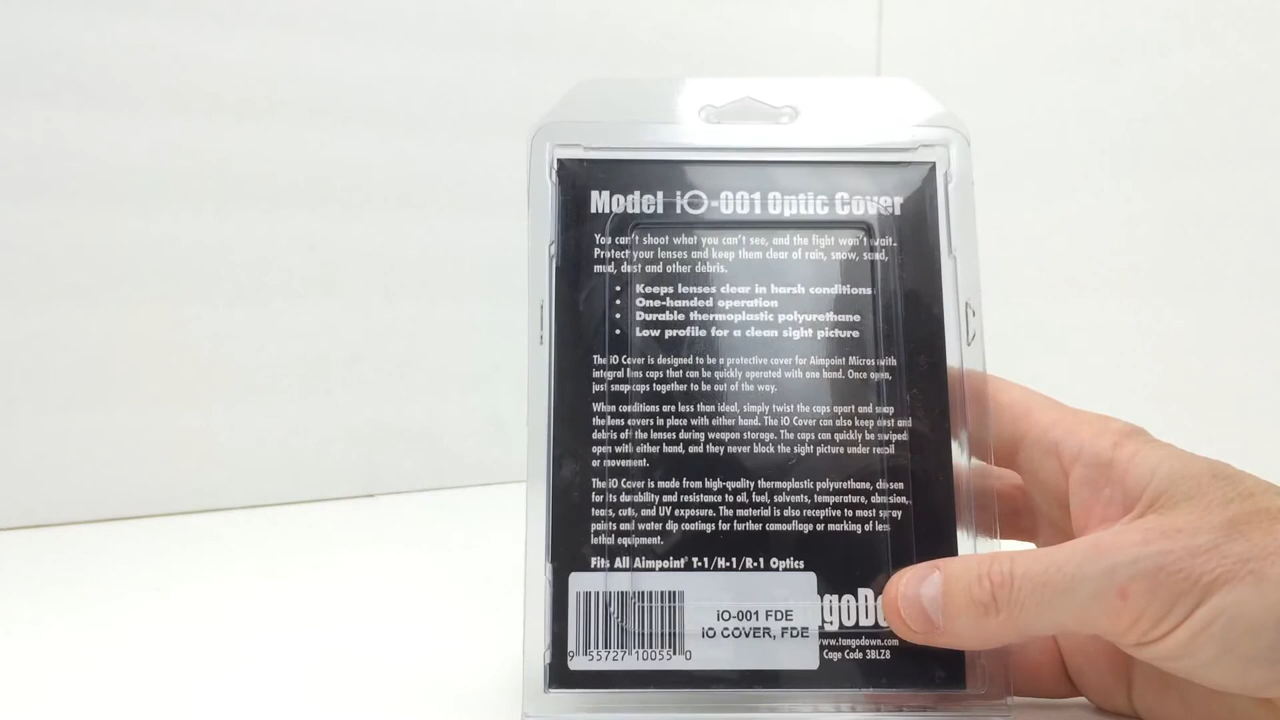 Model iO-001 Optic Cover
You can't shoot what you can't see, and the fight won't wait.
Protect your lenses and keep them clear of rain, snow, sand,
mud, dust and other debris.
• Keeps lenses clear in harsh conditions
• One-handed operation
• Durable thermoplastic polyurethane
• Low profile for a clean sight picture
The iO Cover is designed to be a protective cover for Aimpoint Micros with
integral lens caps that can be quickly operated with one hand. Once open,
just snap caps together to be out of the way.
When conditions are less than ideal, simply twist the caps apart and snap
the lens covers in place with either hand. The iO Cover can also keep dust and
debris off the lenses during weapon storage. The caps can quickly be swiped
open with either hand, and they never block the sight picture under recoil
or movement.
The iO Cover is made from high-quality thermoplastic polyurethane, chosen
for its durability and resistance to oil, fuel, solvents, temperature, abrasion,
tears, cuts, and UV exposure. The material is also receptive to most spray
paints and water dip coatings for further camouflage or marking of less
lethal equipment.
Fits All Aimpoint® T-1/H-1/R-1 Optics
ngoDo
www.tangodown.com
Cage Code 3BLZ8
iO-001 FDE
iO COVER, FDE
9 55727 10055 0